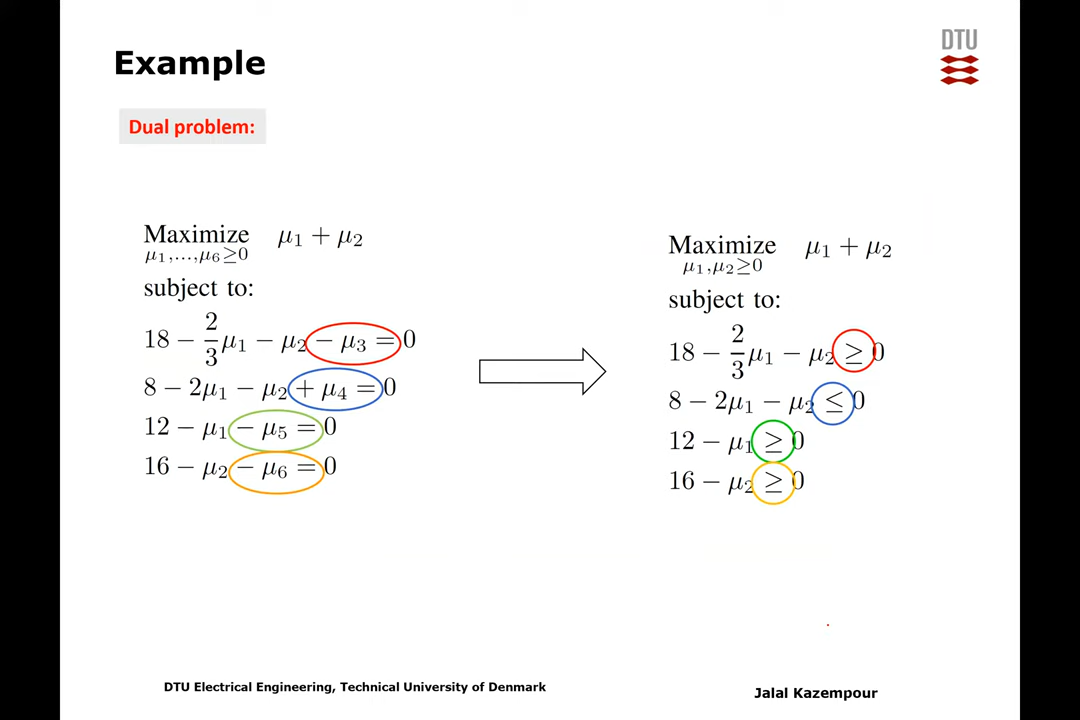 Example
DTU
Dual problem:
Maximize μ₁ + μ₂
μ₁,...,μ₆≥0
subject to:
18 − 2/3 μ₁ − μ₂ − μ₃ = 0
8 − 2μ₁ − μ₂ + μ₄ = 0
12 − μ₁ − μ₅ = 0
16 − μ₂ − μ₆ = 0
Maximize μ₁ + μ₂
μ₁,μ₂≥0
subject to:
18 − 2/3 μ₁ − μ₂ ≥ 0
8 − 2μ₁ − μ₂ ≤ 0
12 − μ₁ ≥ 0
16 − μ₂ ≥ 0
DTU Electrical Engineering, Technical University of Denmark
Jalal Kazempour